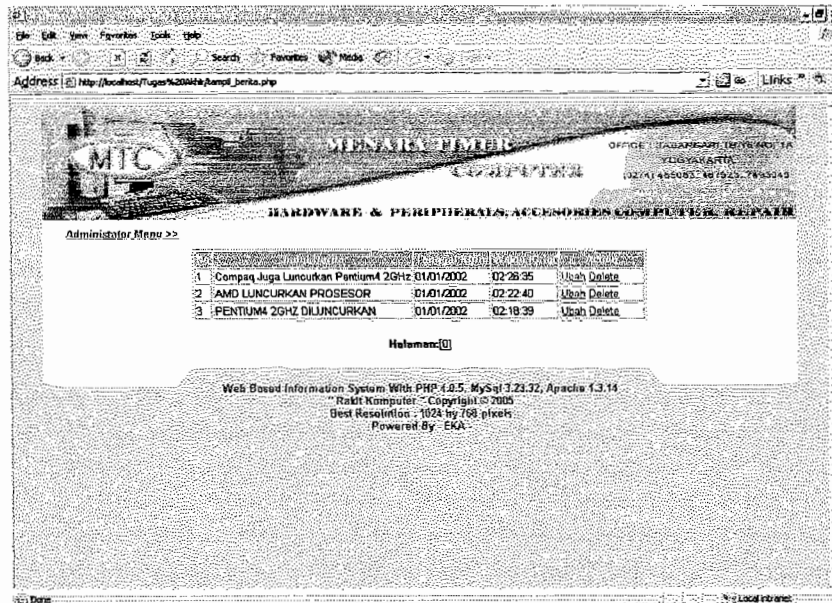 File Edit View Favorites Tools Help
Back Search Favorites Media
Address http://localhost/Tugas%20Akhir/tampil_berita.php Go Links
MTC
MENARA TIMUR
COMPUTER
YOGYAKARTA
HARDWARE & PERIPHERALS, ACCESORIES COMPUTER, REPAIR
Administator Menu >>
1 Compaq Juga Luncurkan Pentium4 2GHz 01/01/2002 02:26:35 Ubah Delete
2 AMD LUNCURKAN PROSESOR 01/01/2002 02:22:40 Ubah Delete
3 PENTIUM4 2GHZ DILUNCURKAN 01/01/2002 02:18:39 Ubah Delete
Halaman:[0]
Web Based Information System With PHP 4.0.5, MySql 3.23.32, Apache 1.3.14
" Rakit Komputer " Copyright © 2005
Best Resolution - 1024 by 768 pixels
Powered By - EKA -
Done Local intranet